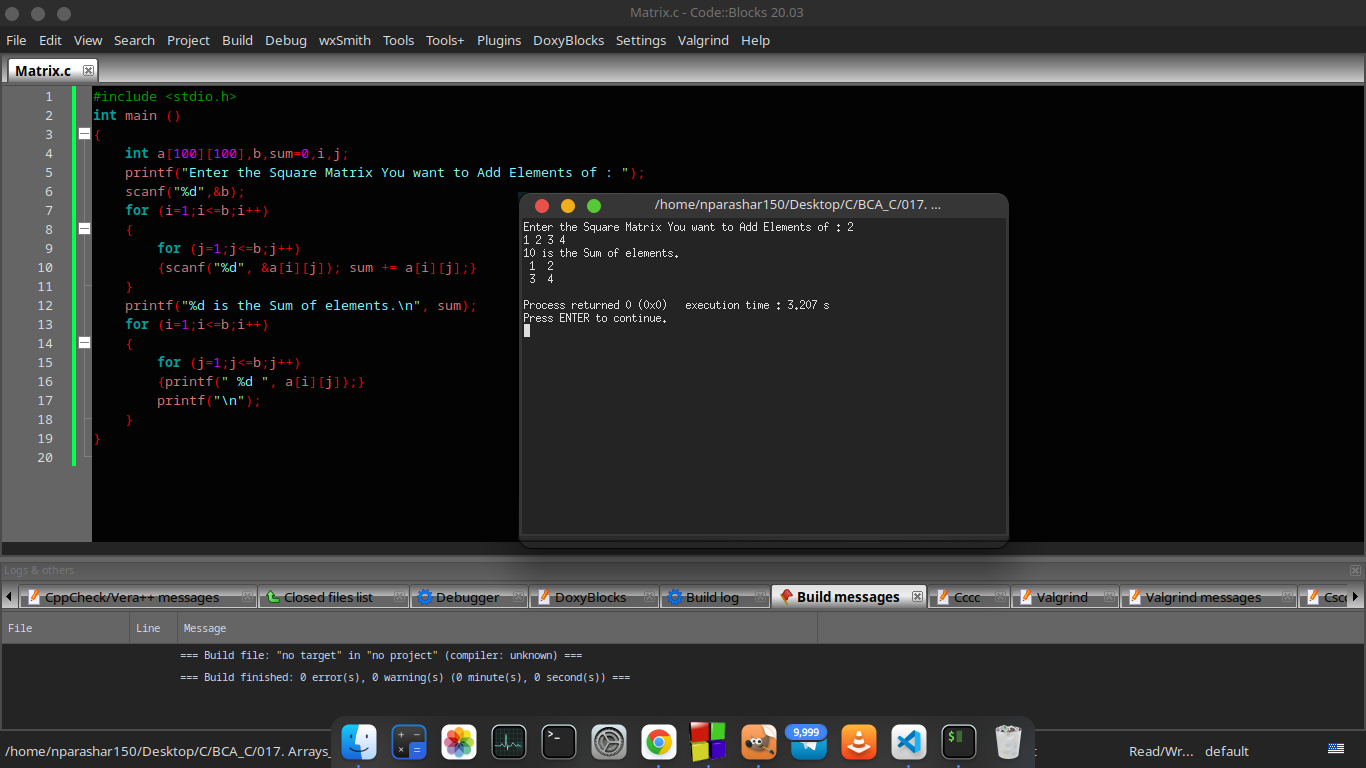 Matrix.c - Code::Blocks 20.03
File Edit View Search Project Build Debug wxSmith Tools Tools+ Plugins DoxyBlocks Settings Valgrind Help
Matrix.c
1 #include <stdio.h>
2 int main ()
3 {
4     int a[100][100],b,sum=0,i,j;
5     printf("Enter the Square Matrix You want to Add Elements of : ");
6     scanf("%d",&b);
7     for (i=1;i<=b;i++)
8     {
9         for (j=1;j<=b;j++)
10         {scanf("%d", &a[i][j]); sum += a[i][j];}
11     }
12     printf("%d is the Sum of elements.\n", sum);
13     for (i=1;i<=b;i++)
14     {
15         for (j=1;j<=b;j++)
16         {printf(" %d ", a[i][j]);}
17         printf("\n");
18     }
19 }
20
/home/nparashar150/Desktop/C/BCA_C/017. ...
Enter the Square Matrix You want to Add Elements of : 2
1 2 3 4
10 is the Sum of elements.
 1  2
 3  4
Process returned 0 (0x0)   execution time : 3.207 s
Press ENTER to continue.
Logs & others
CppCheck/Vera++ messages Closed files list Debugger DoxyBlocks Build log Build messages Cccc Valgrind Valgrind messages
File Line Message
=== Build file: "no target" in "no project" (compiler: unknown) ===
=== Build finished: 0 error(s), 0 warning(s) (0 minute(s), 0 second(s)) ===
9,999
/home/nparashar150/Desktop/C/BCA_C/017. Arrays_ Read/Wr... default